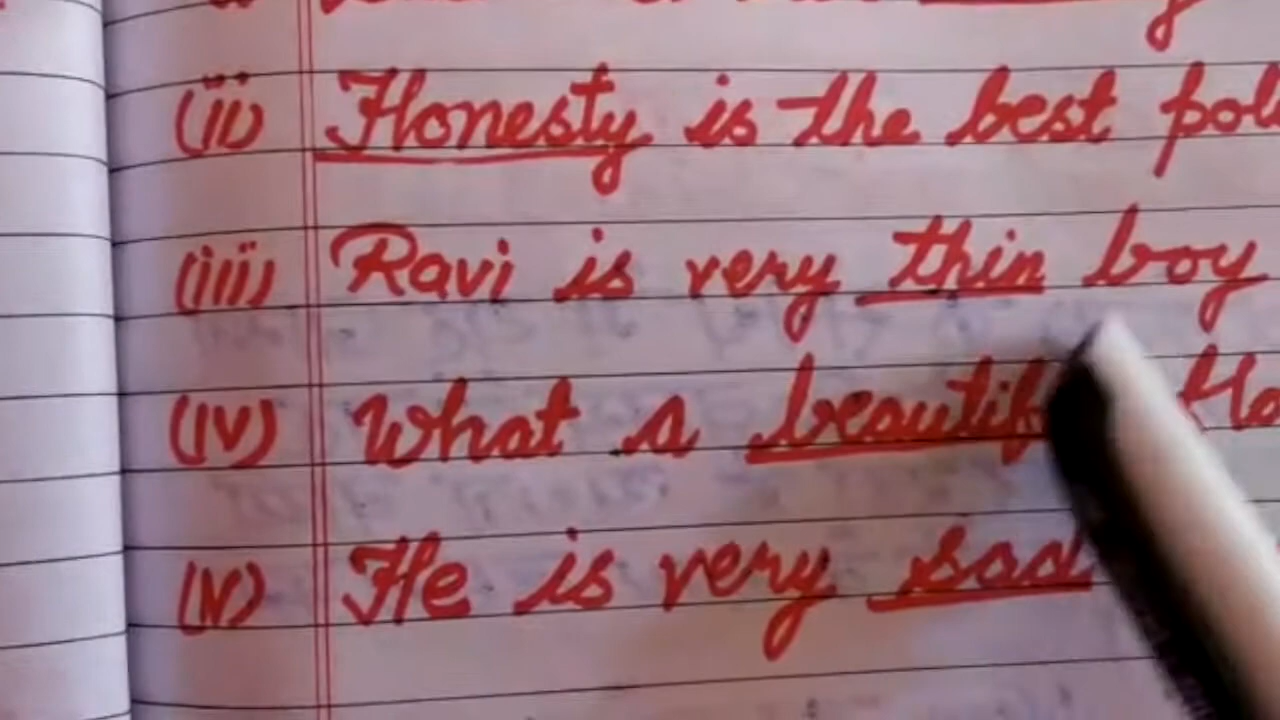 (ii) Honesty is the best
(iii) Ravi is very thin boy
(iv) What a
(v) He is very sad